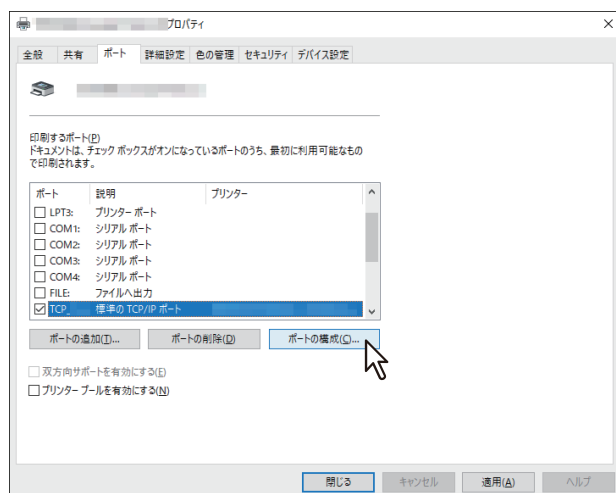 プロパティ
全般 共有 ポート 詳細設定 色の管理 セキュリティ デバイス設定
印刷するポート(P)
ドキュメントは、チェック ボックスがオンになっているポートのうち、最初に利用可能なもの
で印刷されます。
ポート 説明 プリンター
LPT3: プリンター ポート
COM1: シリアル ポート
COM2: シリアル ポート
COM3: シリアル ポート
COM4: シリアル ポート
FILE: ファイルへ出力
TCP_ 標準の TCP/IP ポート
ポートの追加(T)... ポートの削除(D) ポートの構成(C)...
双方向サポートを有効にする(E)
プリンター プールを有効にする(N)
閉じる キャンセル 適用(A) ヘルプ